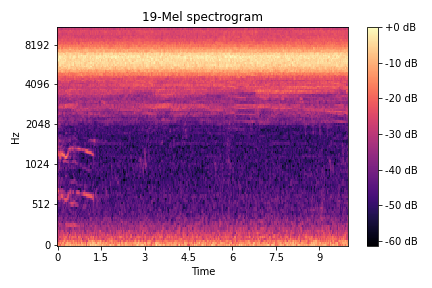 19-Mel spectrogram
+0 dB
8192
-10 dB
4096
-20 dB
2048
-30 dB
Hz
1024
-40 dB
512
-50 dB
0
-60 dB
0 1.5 3 4.5 6 7.5 9
Time